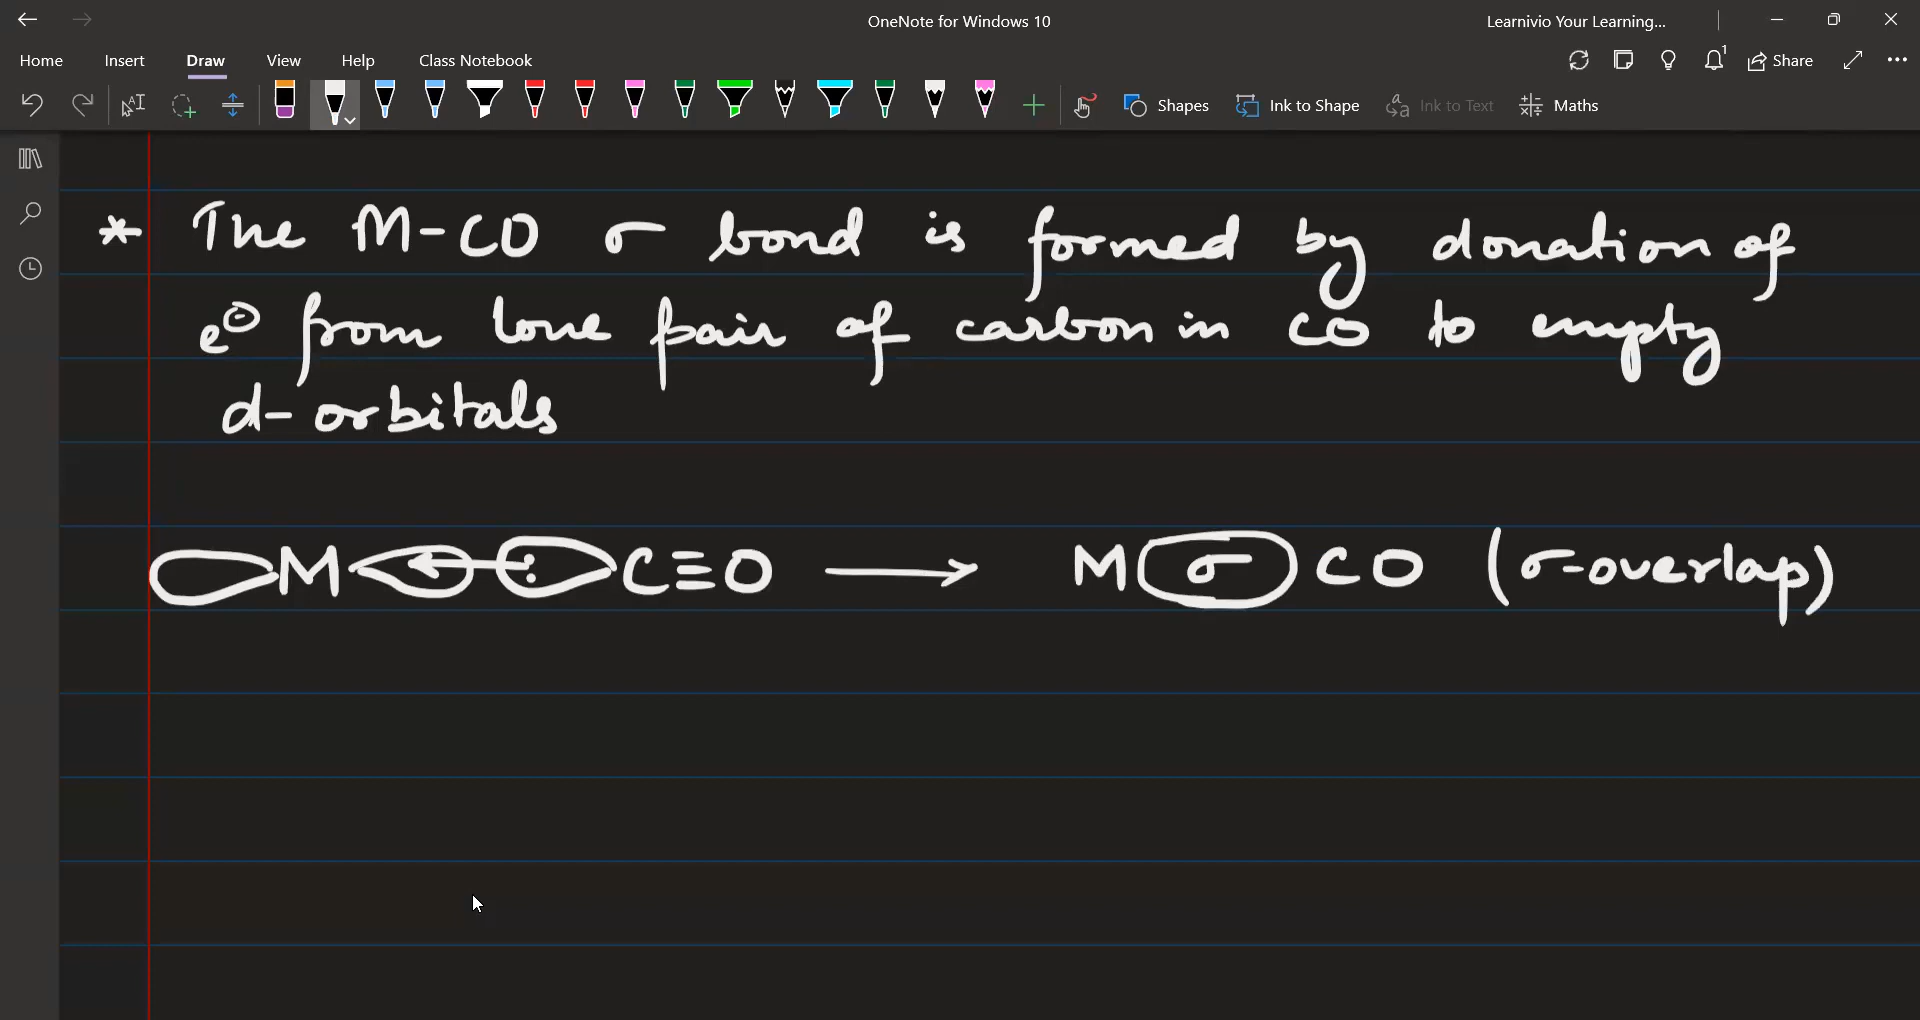 OneNote for Windows 10
Learnivio Your Learning...
Home Insert Draw View Help Class Notebook
1 Share
Shapes Ink to Shape Ink to Text Maths
* The M-CO σ bond is formed by donation of
e⊖ from lone pair of carbon in CO to empty
d-orbitals
M : C≡O ⟶ M σ CO (σ-overlap)